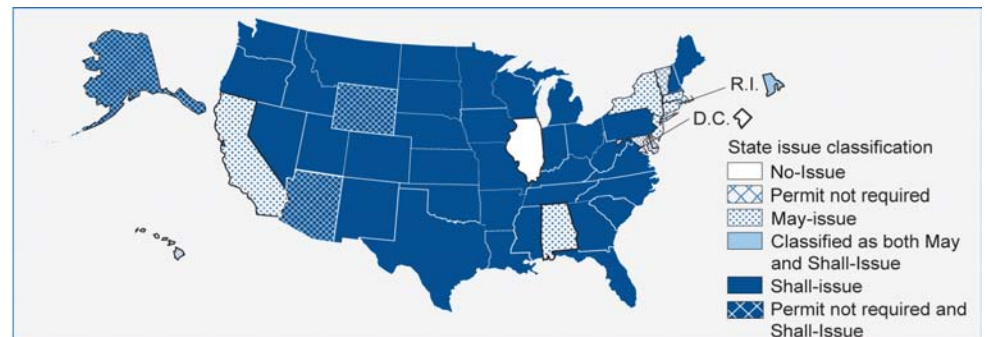 R.I.
D.C.
State issue classification
No-Issue
Permit not required
May-issue
Classified as both May
and Shall-Issue
Shall-issue
Permit not required and
Shall-Issue